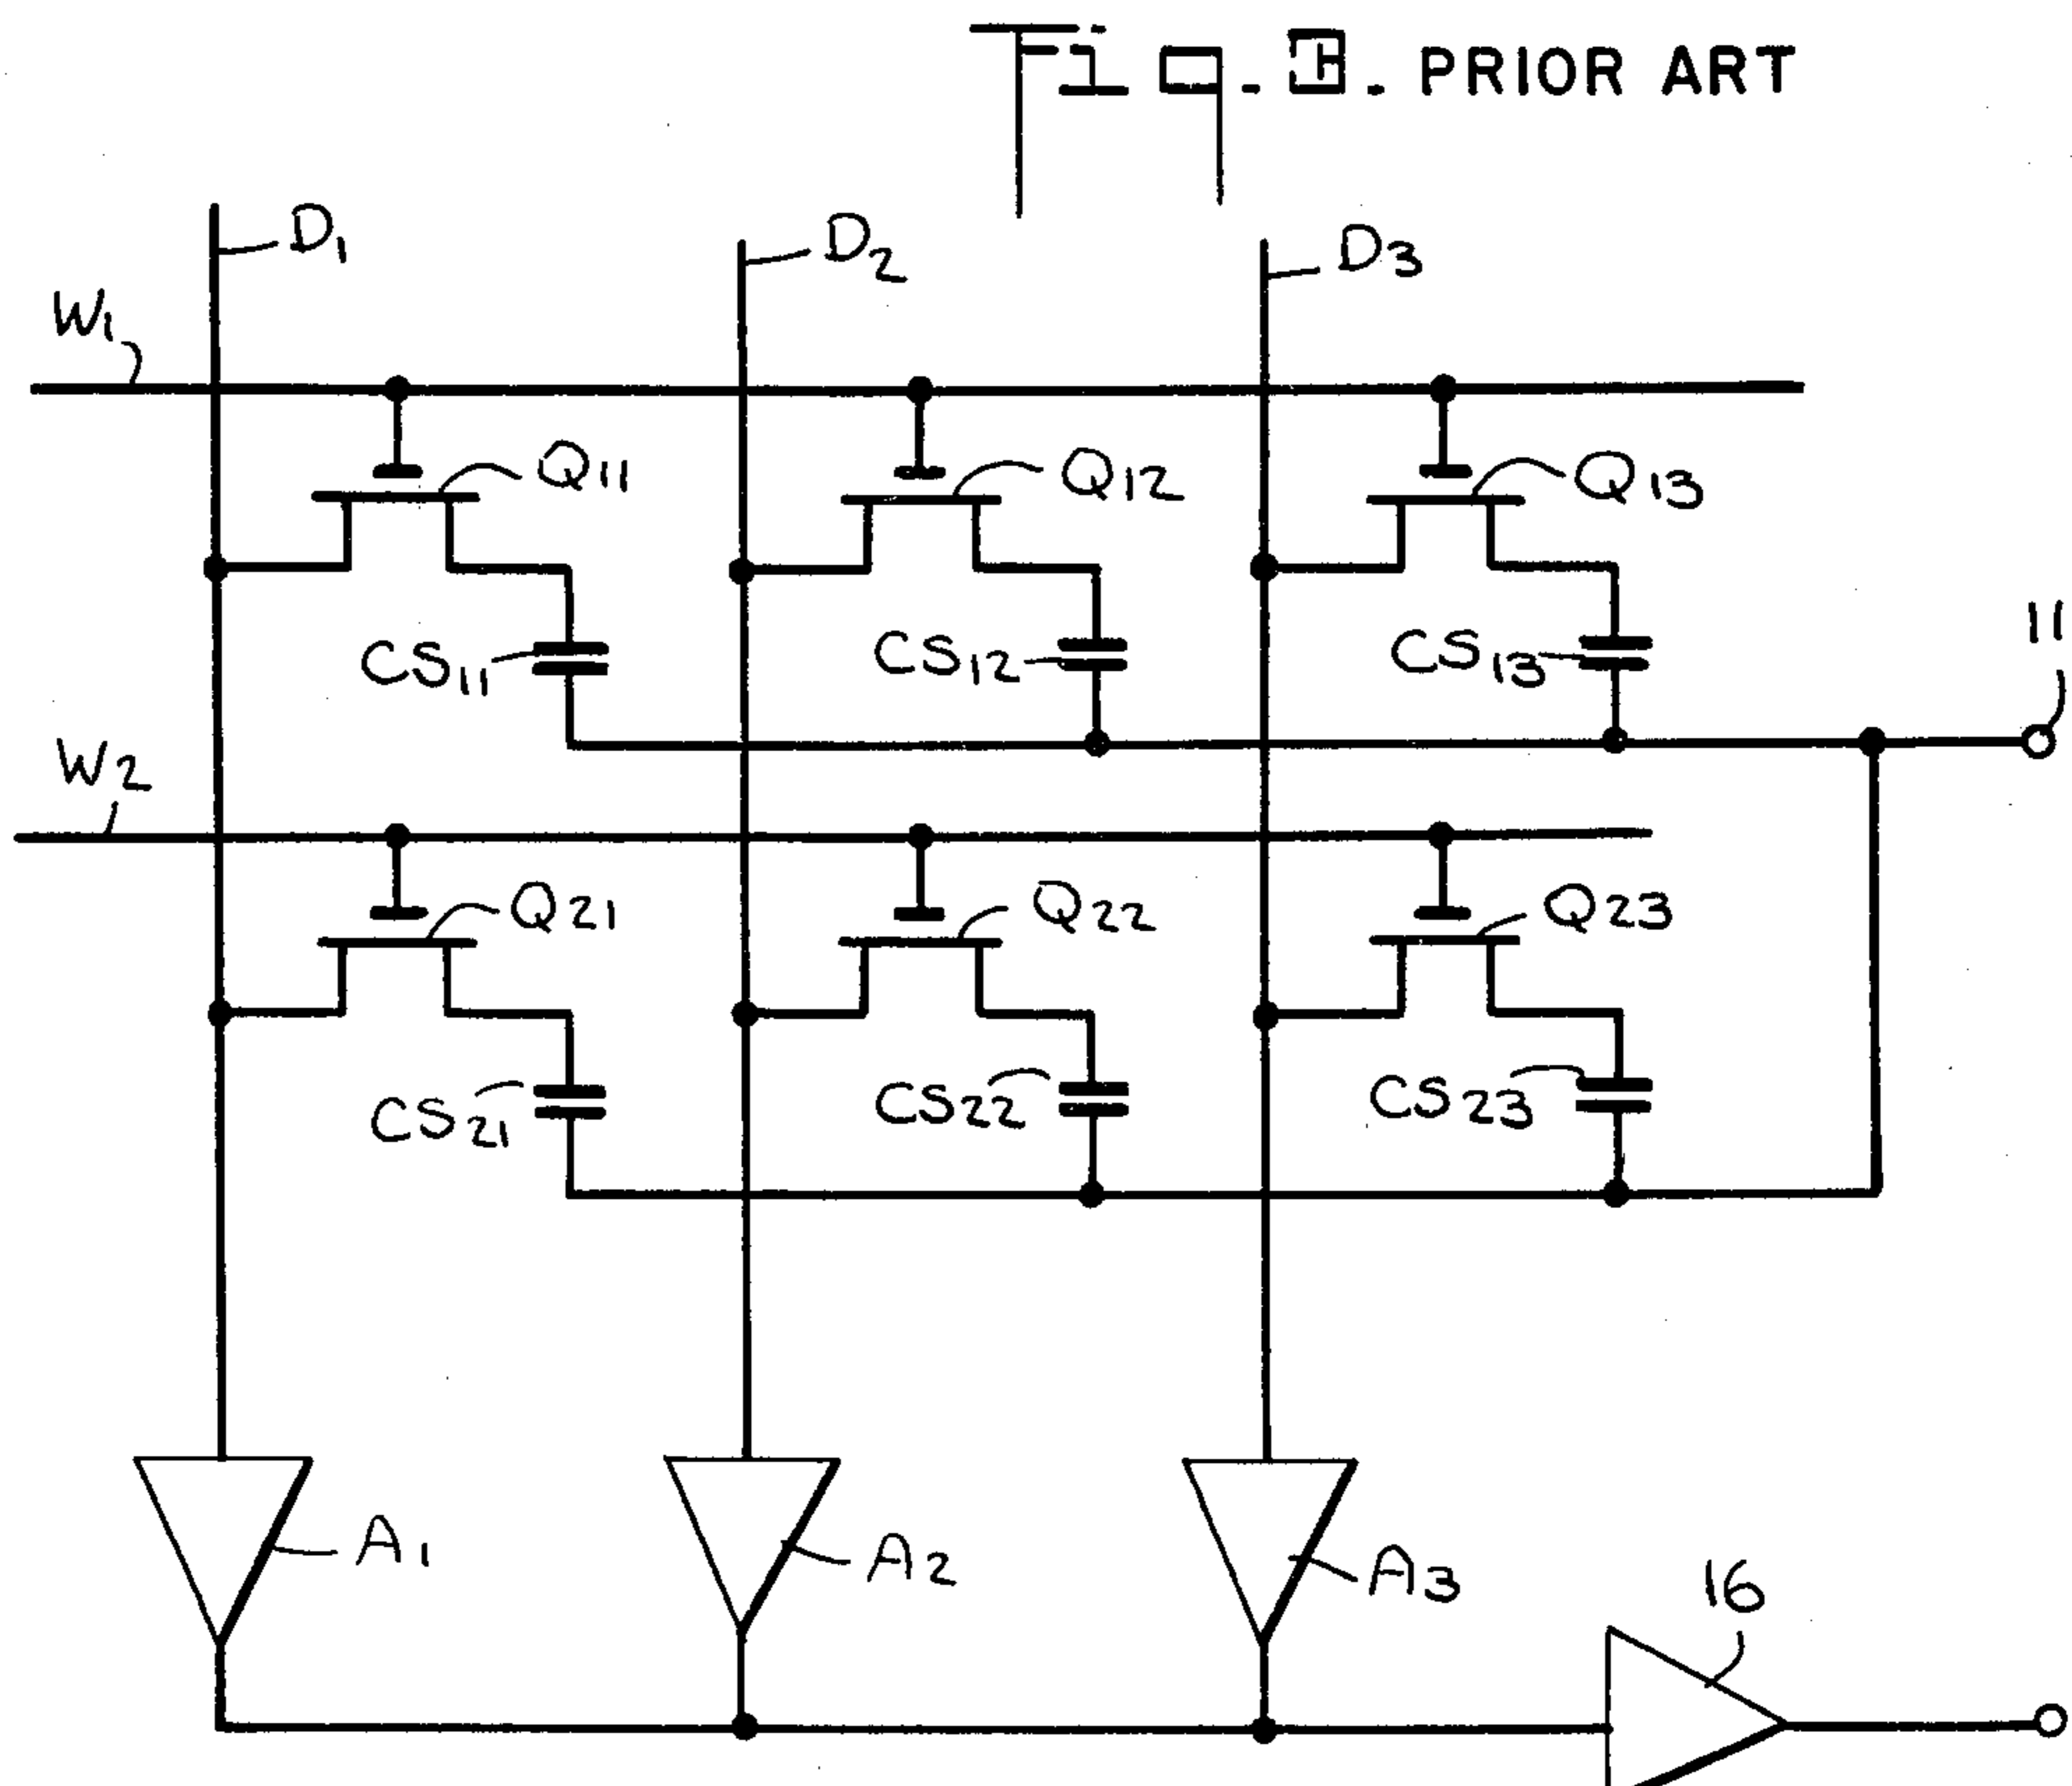 Fig. 3. PRIOR ART
D1
D2
D3
W1
Q11
Q12
Q13
11
CS11
CS12
CS13
W2
Q21
Q22
Q23
CS21
CS22
CS23
A1
A2
A3
16